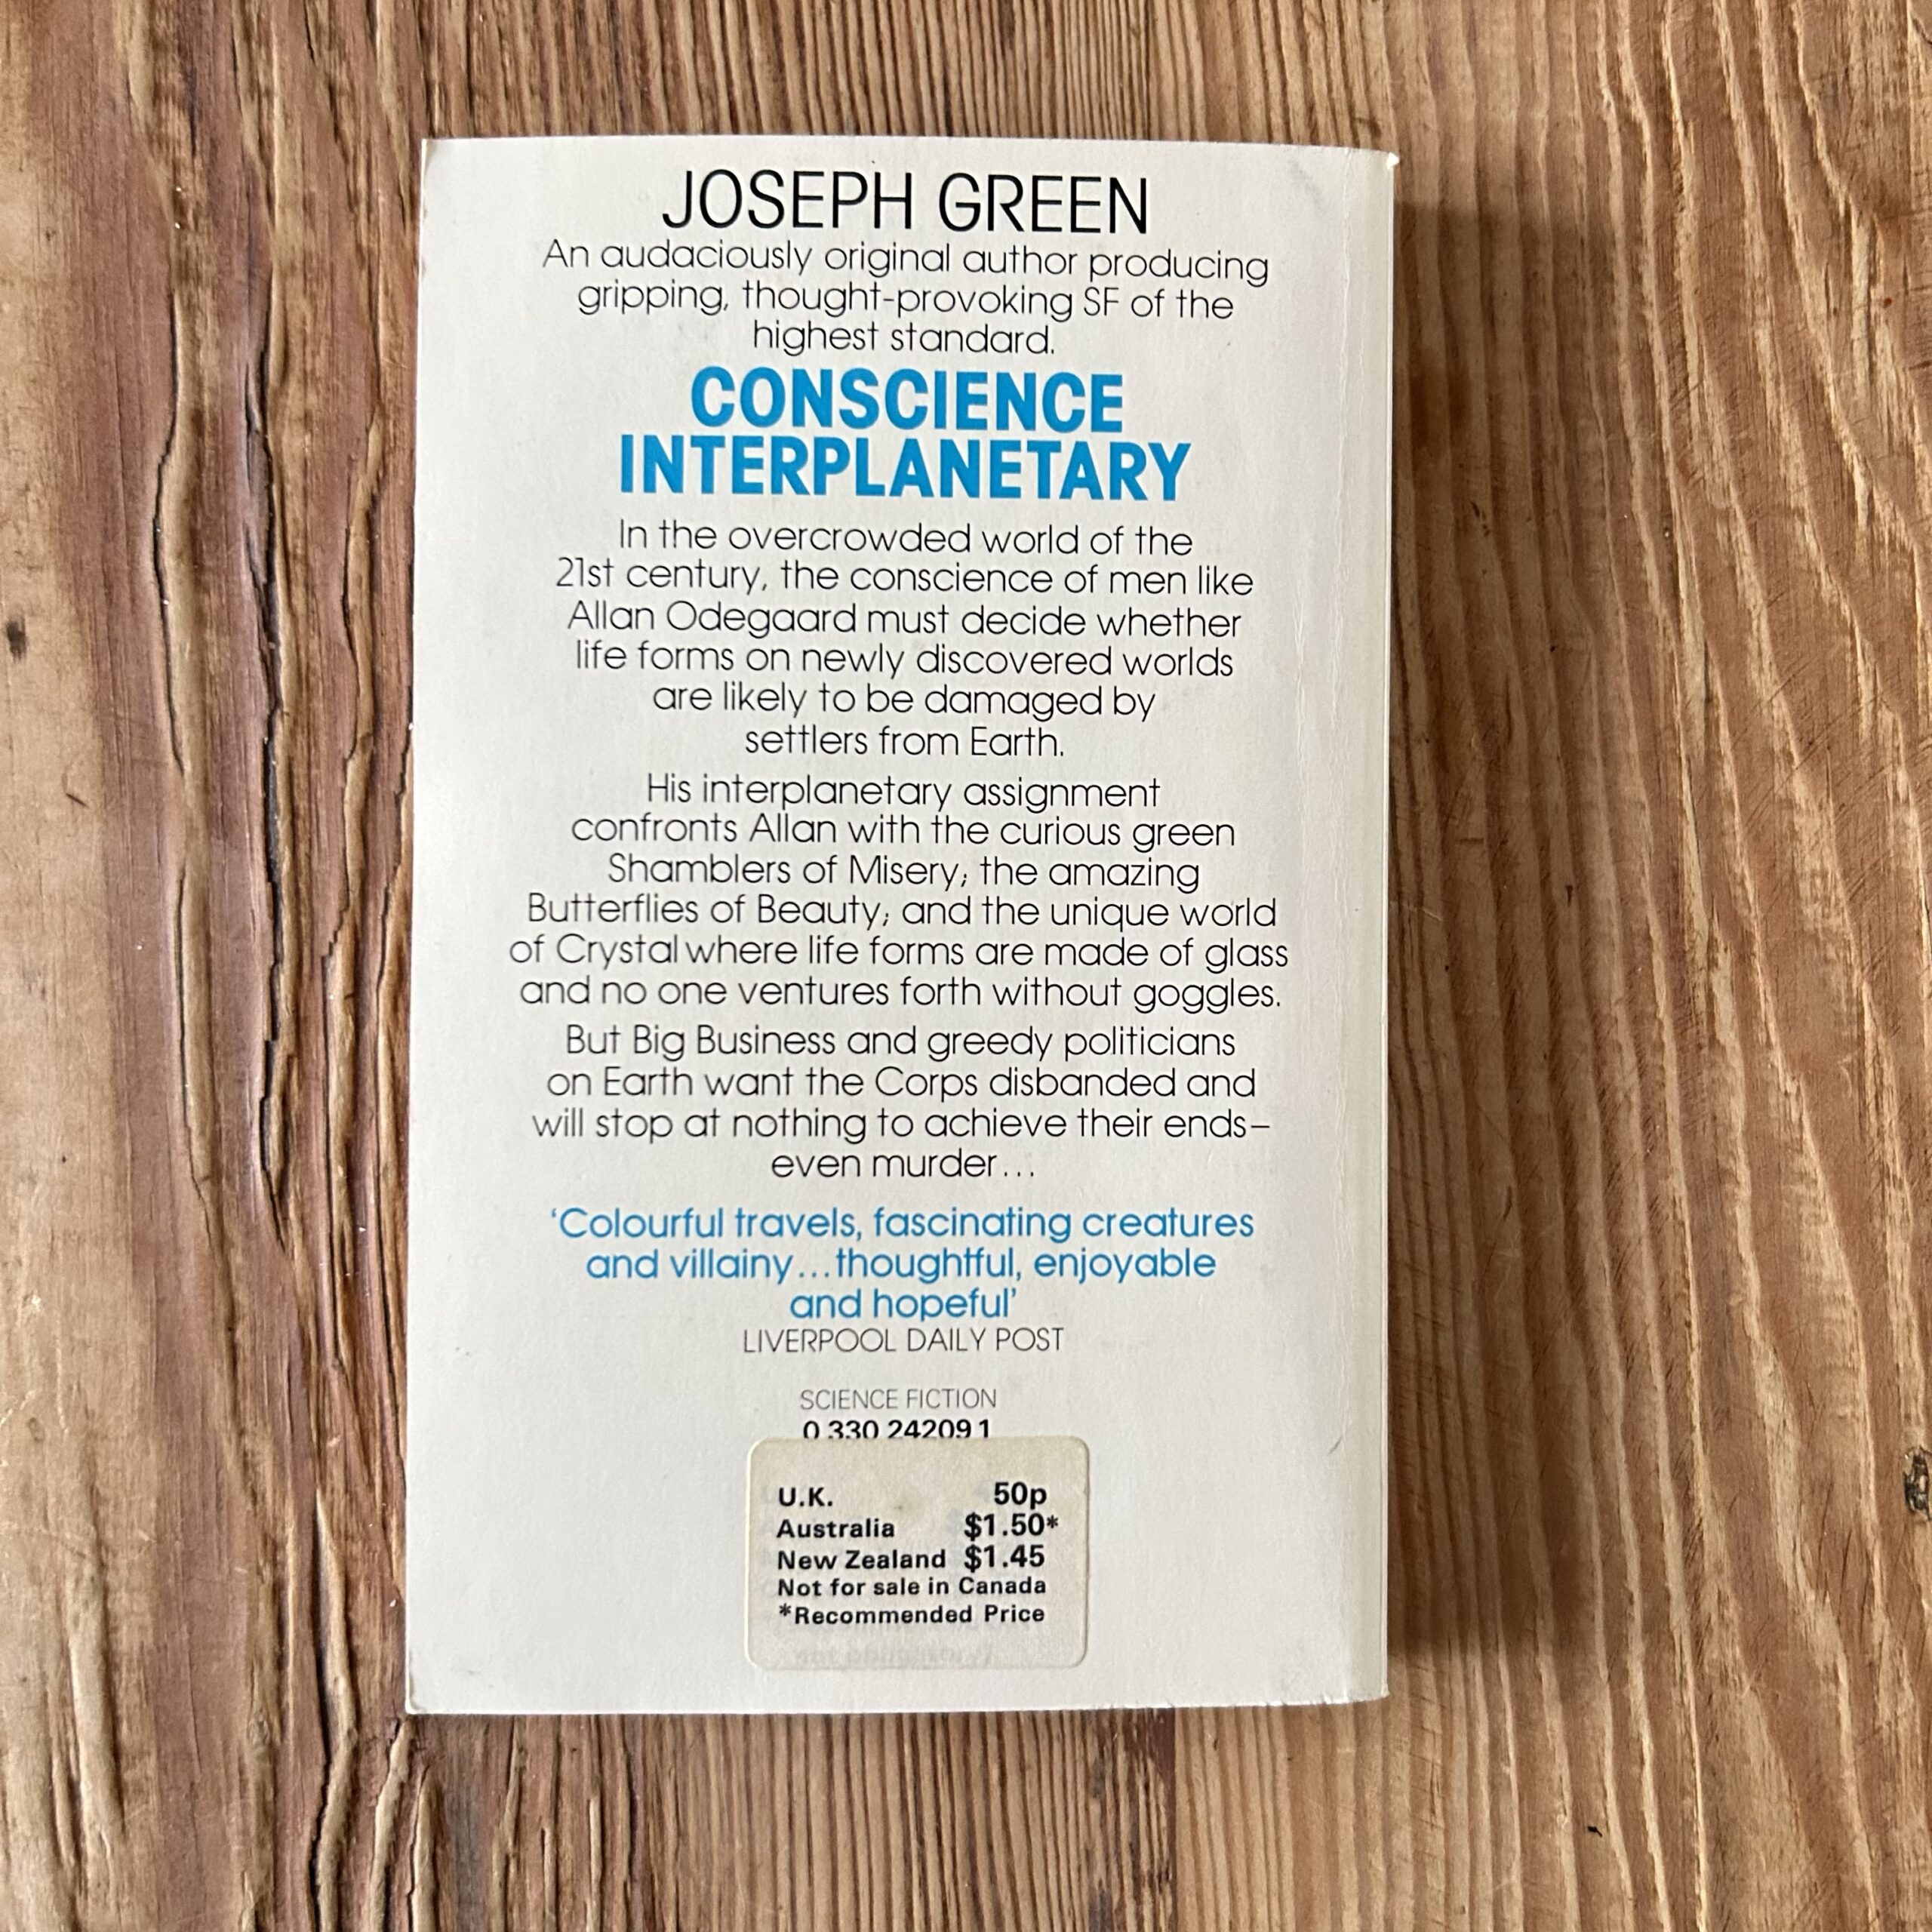 JOSEPH GREEN
An audaciously original author producing
gripping, thought-provoking SF of the
highest standard.
CONSCIENCE
INTERPLANETARY
In the overcrowded world of the
21st century, the conscience of men like
Allan Odegaard must decide whether
life forms on newly discovered worlds
are likely to be damaged by
settlers from Earth.
His interplanetary assignment
confronts Allan with the curious green
Shamblers of Misery; the amazing
Butterflies of Beauty; and the unique world
of Crystal where life forms are made of glass
and no one ventures forth without goggles.
But Big Business and greedy politicians
on Earth want the Corps disbanded and
will stop at nothing to achieve their ends–
even murder...
‘Colourful travels, fascinating creatures
and villainy...thoughtful, enjoyable
and hopeful’
LIVERPOOL DAILY POST
SCIENCE FICTION
0 330 24209 1
U.K. 50p
Australia $1.50*
New Zealand $1.45
Not for sale in Canada
*Recommended Price